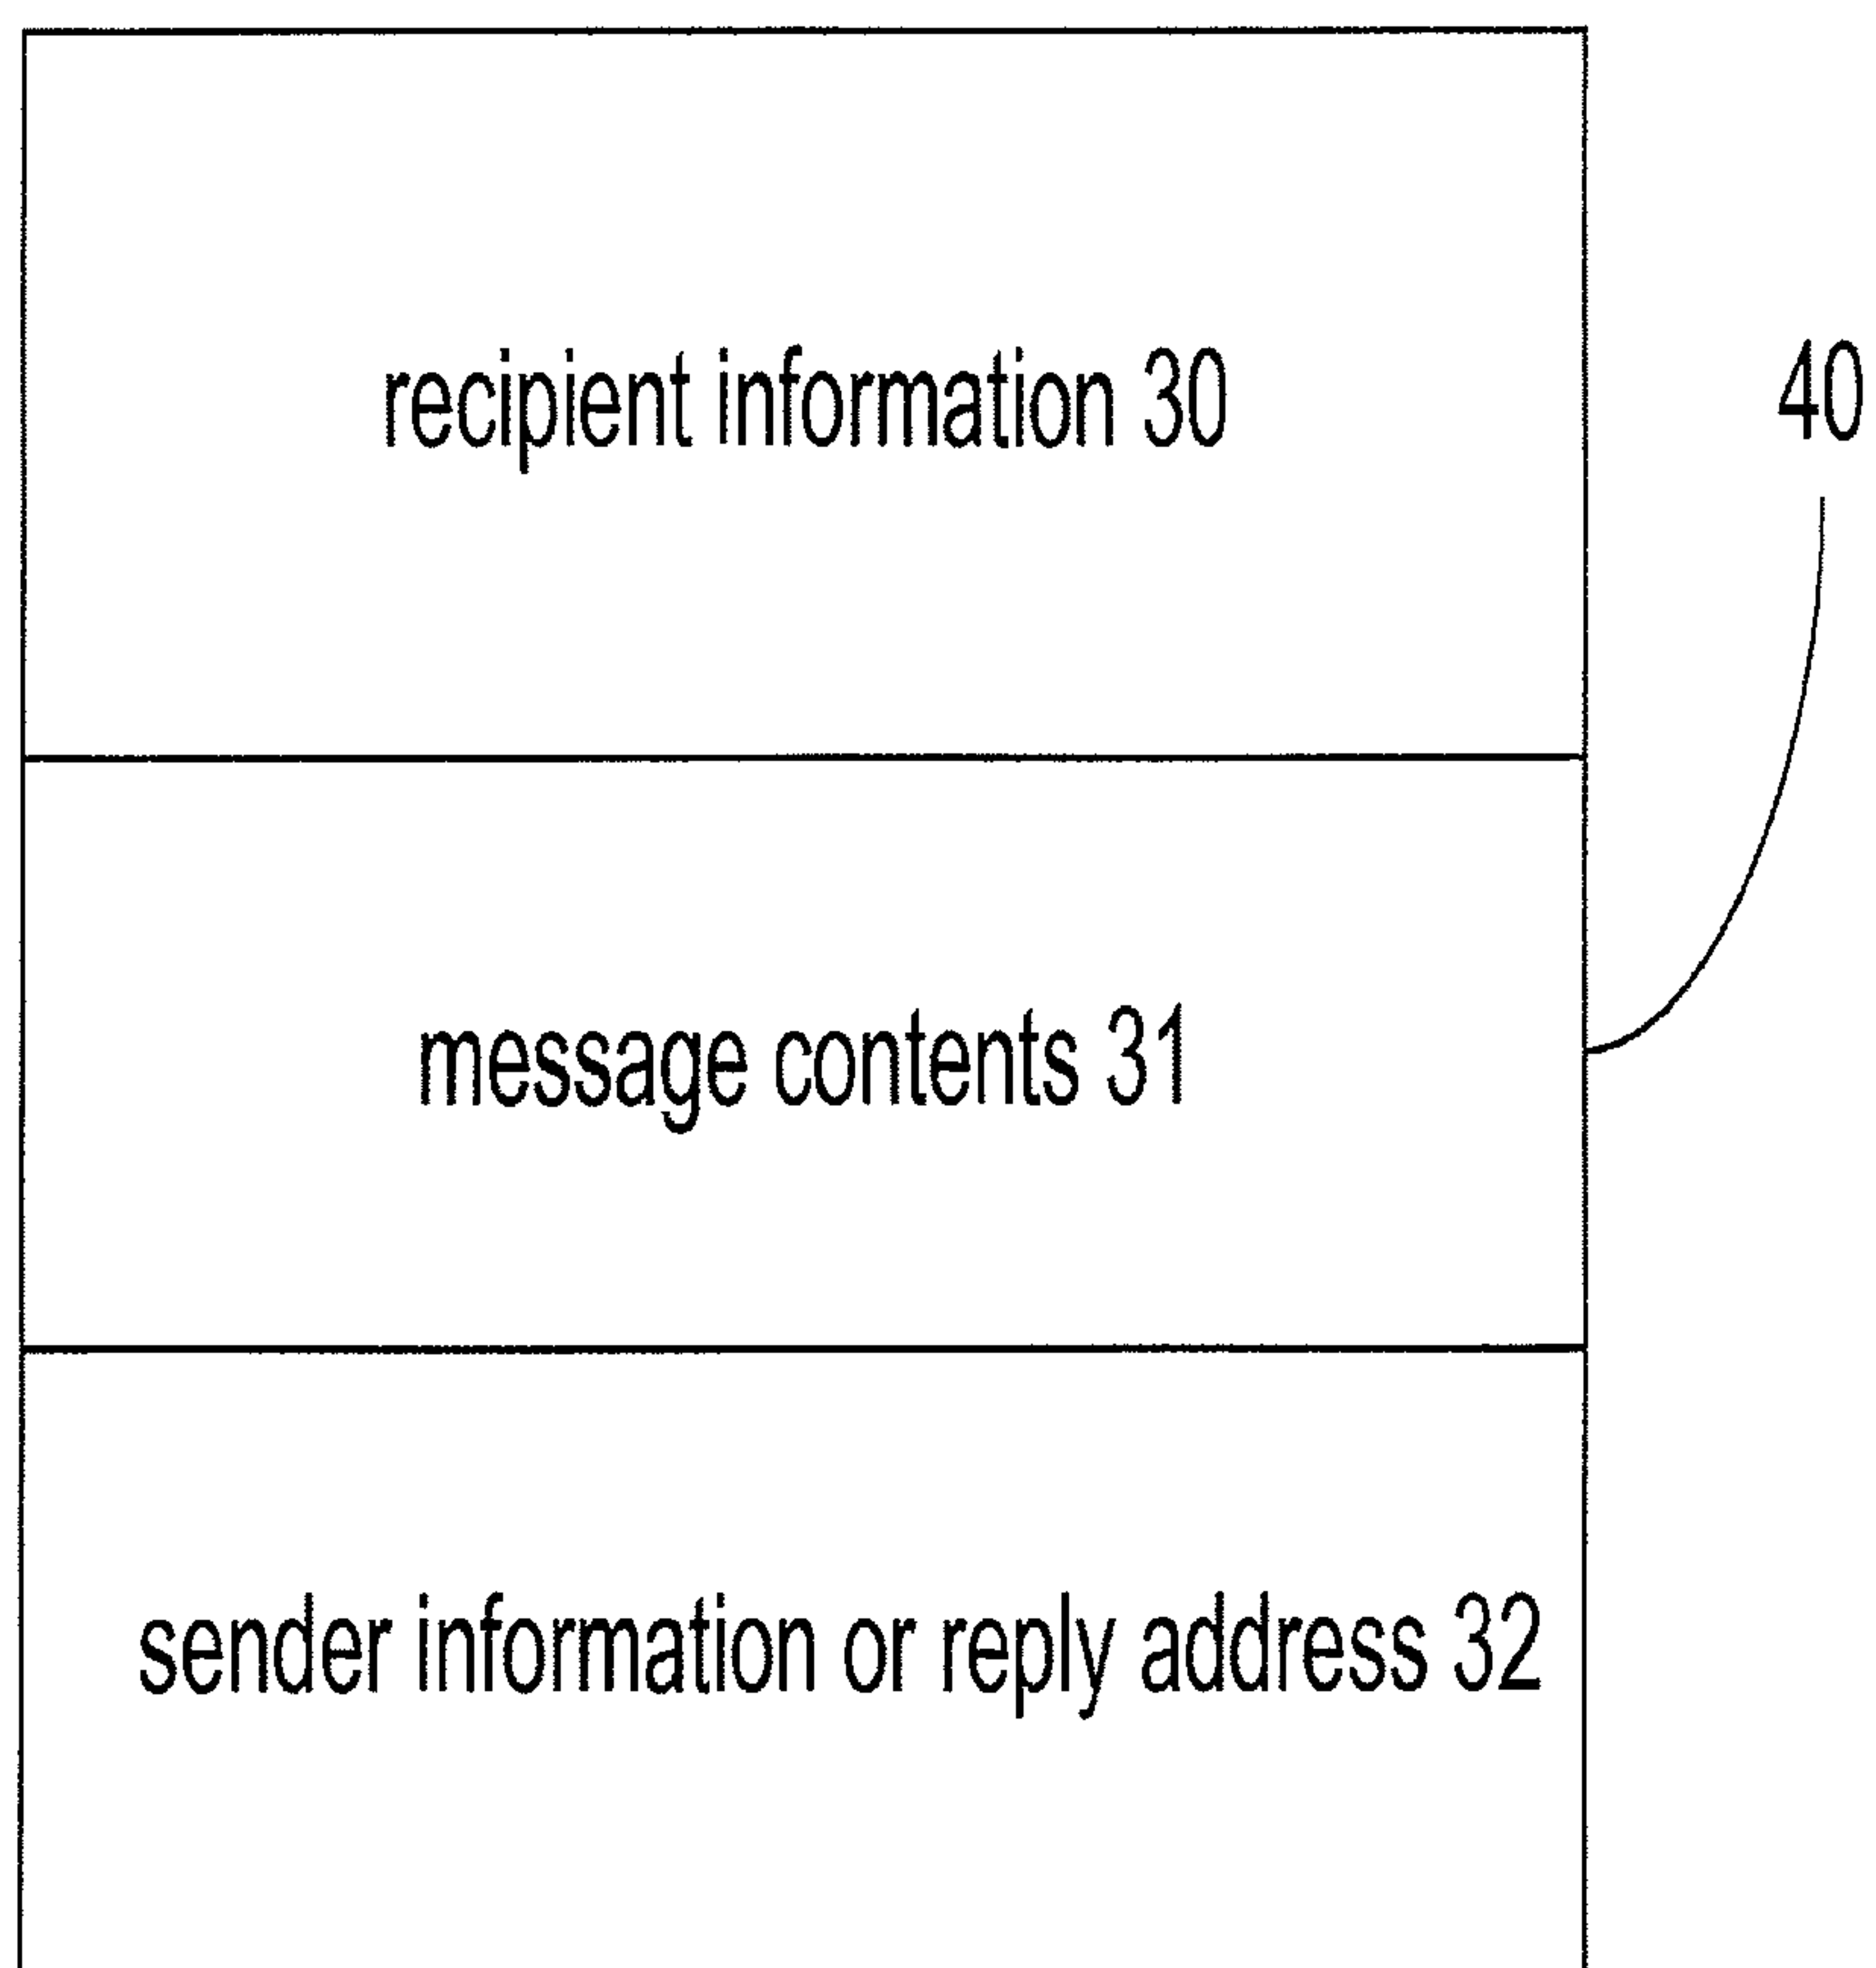 recipient information 30
40
message contents 31
sender information or reply address 32